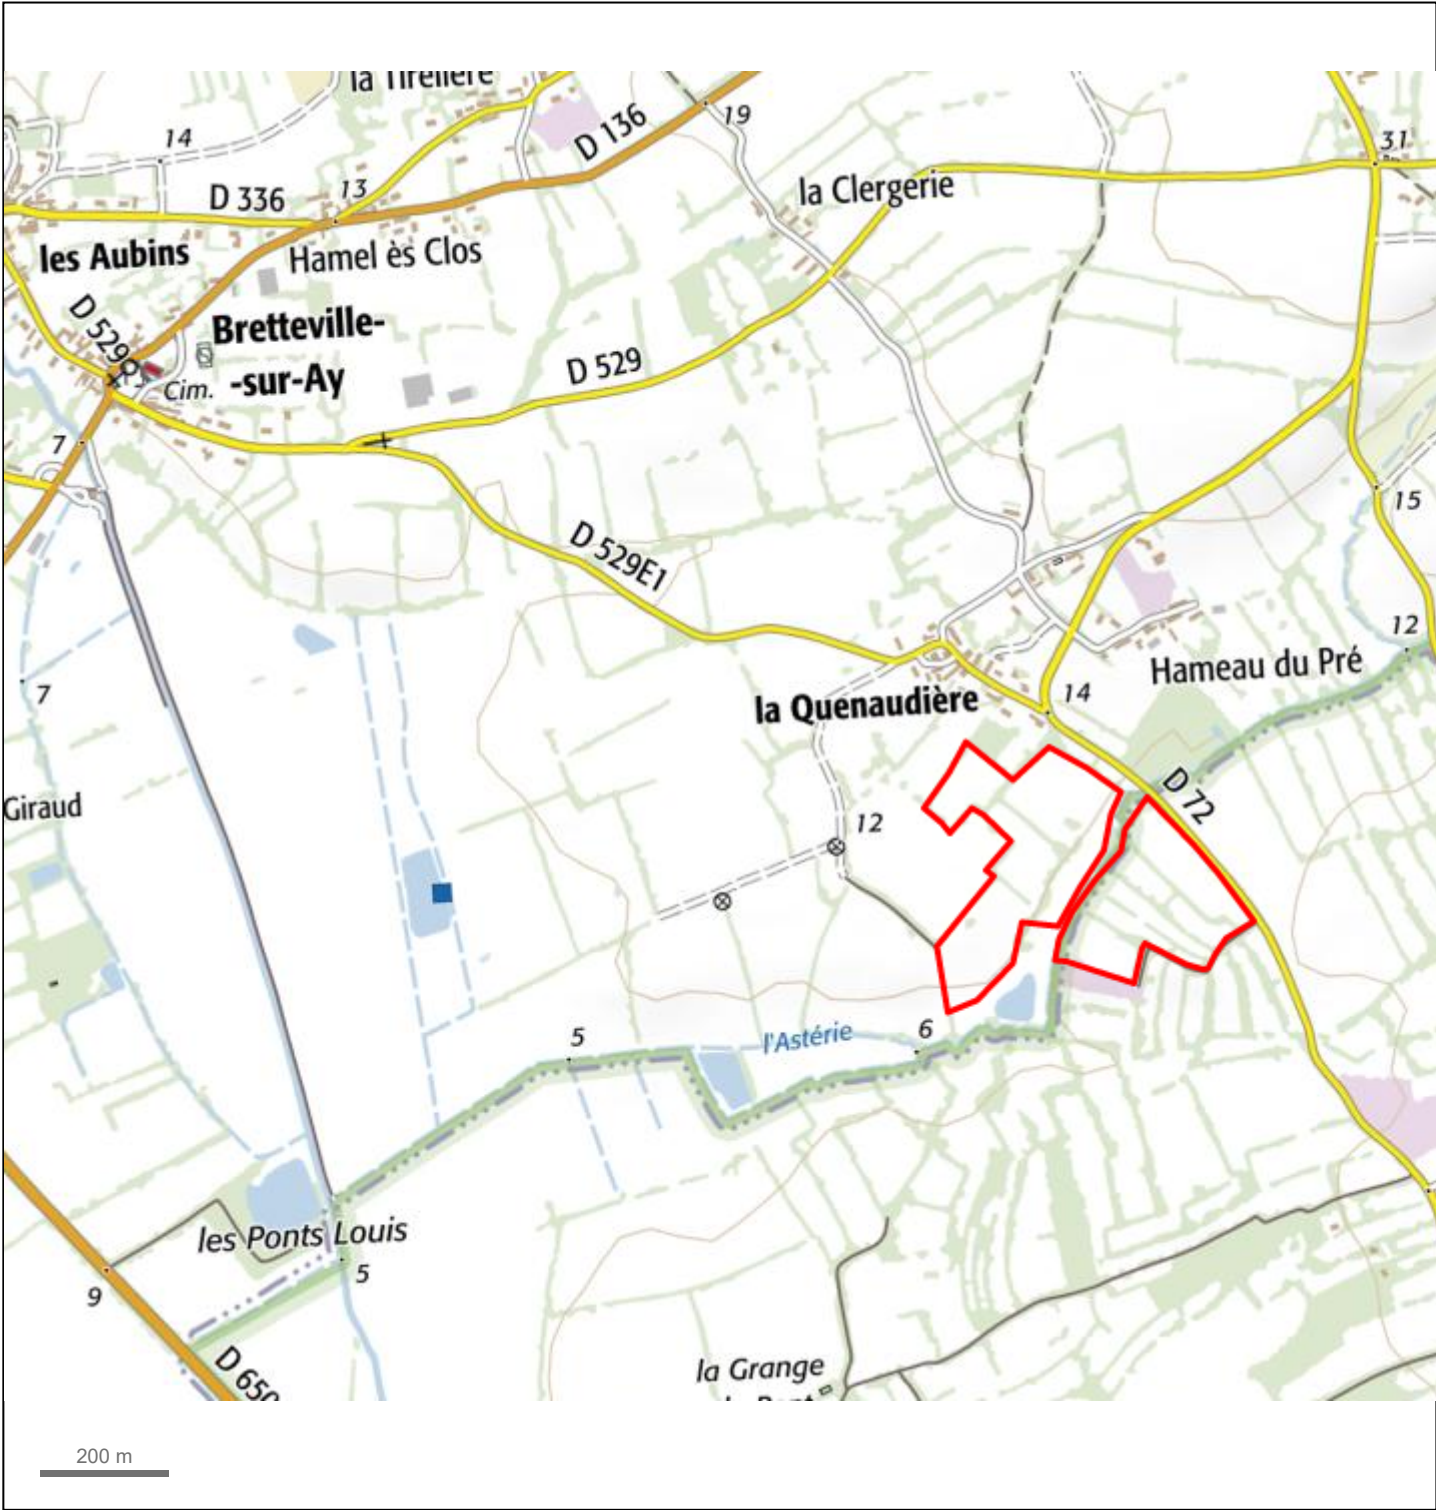 la Tirellerie
14
D 136
19
31
D 336
13
la Clergerie
les Aubins
Hamel ès Clos
D 529
Bretteville-
-sur-Ay
Cim.
D 529
7
15
D 529E1
12
7
Hameau du Pré
14
la Quenaudière
D 72
Giraud
12
5
l'Astérie
6
les Ponts Louis
5
9
D 650
la Grange
200 m